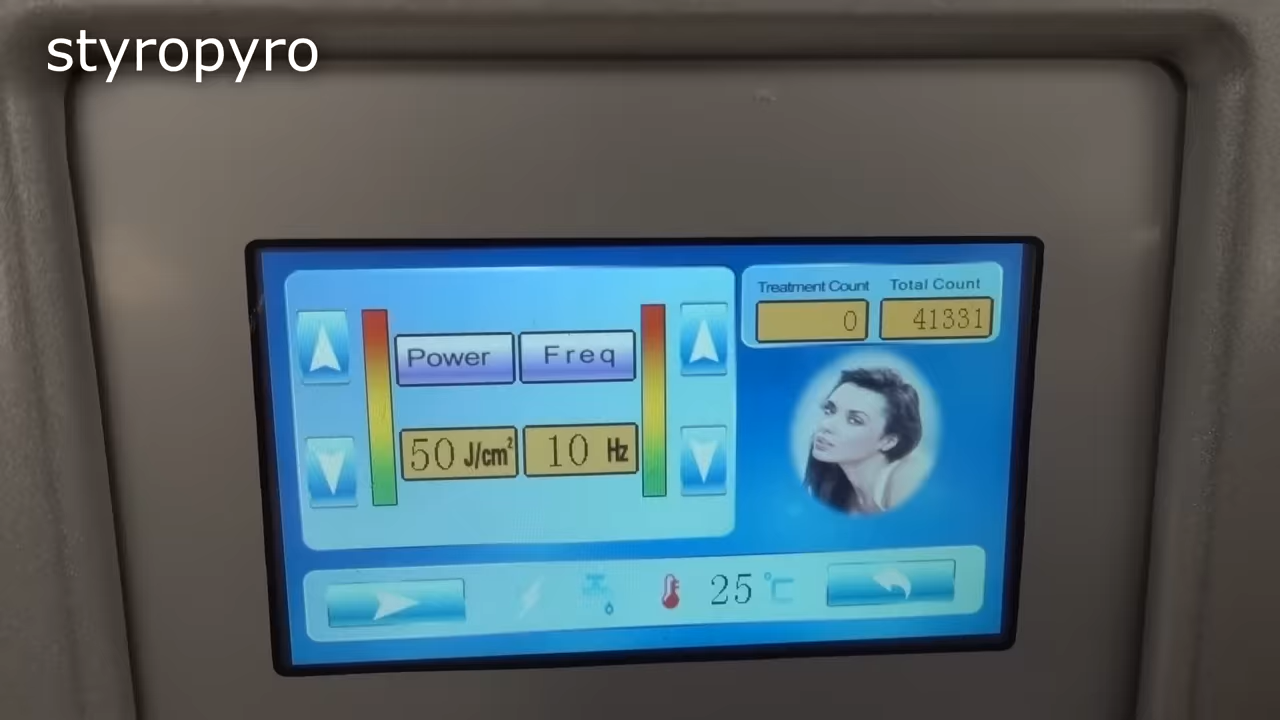 styropyro
Treatment Count Total Count
0 41331
Power Freq
50 J/cm² 10 Hz
25 °C